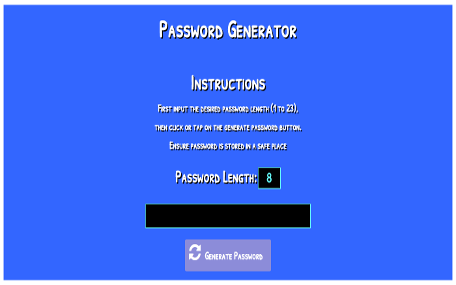 Password Generator
Instructions
First input the desired password length (1 to 23),
then click or tap on the generate password button.
Ensure password is stored in a safe place
Password Length: 8
Generate Password